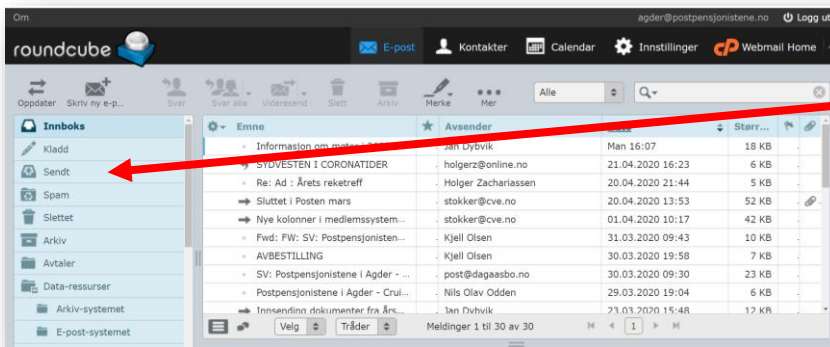 Om agder@postpensjonistene.no Logg ut
roundcube E-post Kontakter Calendar Innstillinger cP Webmail Home
Oppdater Skriv ny e-p... Svar Svar alle Videresend Slett Arkiv Merke Mer Alle
Innboks Emne Avsender Større...
Kladd Informasjon om møter i Jan Dybvik Man 16:07 18 KB
Sendt SYDVESTEN I CORONATIDER holgerz@online.no 21.04.2020 16:23 6 KB
Re: Ad : Årets reketreff Holger Zachariassen 20.04.2020 21:44 5 KB
Spam Sluttet i Posten mars stokker@cve.no 20.04.2020 13:53 52 KB
Slettet Nye kolonner i medlemssystem... stokker@cve.no 01.04.2020 10:17 42 KB
Arkiv Fwd: FW: SV: Postpensjonisten... Kjell Olsen 31.03.2020 09:43 10 KB
Avtaler AVBESTILLING Kjell Olsen 30.03.2020 19:58 7 KB
Data-ressurser SV: Postpensjonistene i Agder - ... post@dagaasbo.no 30.03.2020 09:30 23 KB
Postpensjonistene i Agder - Crui... Nils Olav Odden 29.03.2020 19:04 6 KB
Arkiv-systemet Innsending dokumenter fra års... Jan Dybvik 23.03.2020 15:48 12 KB
E-post-systemet Velg Tråder Meldinger 1 til 30 av 30 1